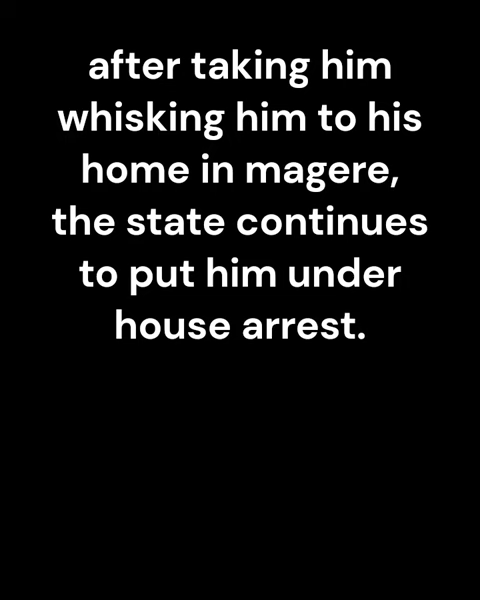 after taking him
whisking him to his
home in magere,
the state continues
to put him under
house arrest.